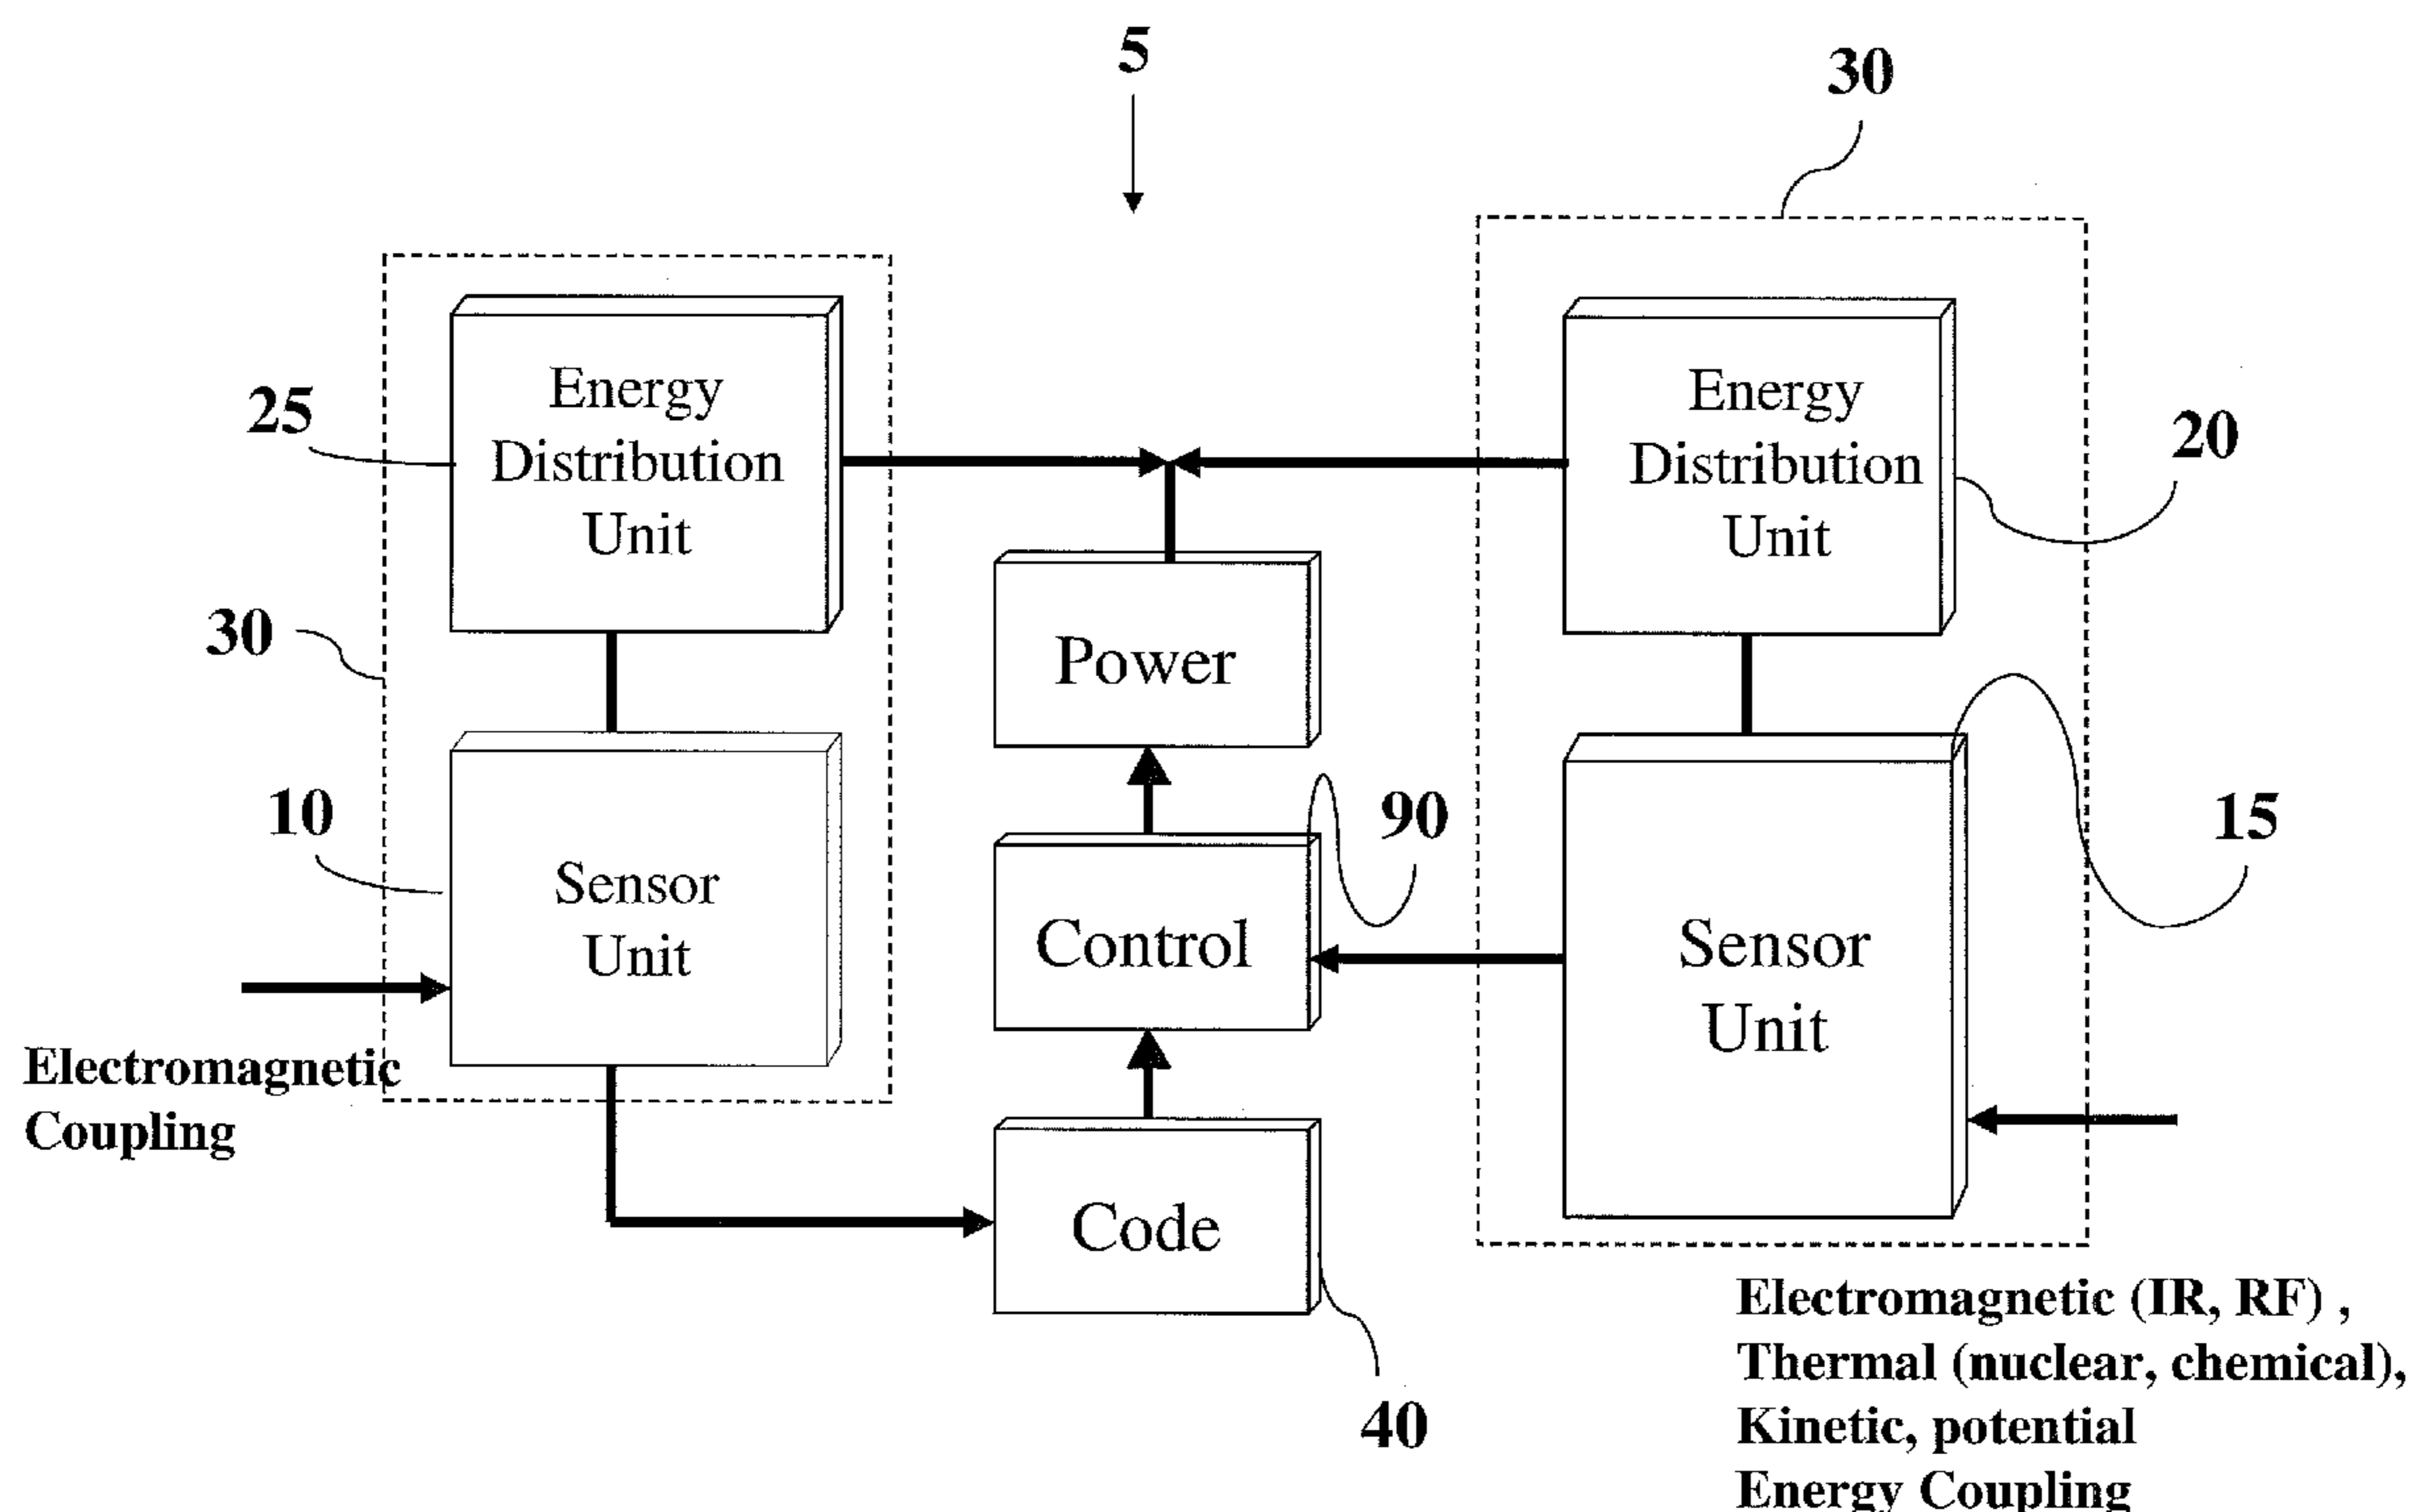 5
30
25
Energy
Distribution
Unit
Energy
Distribution
Unit
20
30
Power
10
Sensor
Unit
90
Control
15
Sensor
Unit
Electromagnetic
Coupling
Code
40
Electromagnetic (IR, RF) ,
Thermal (nuclear, chemical),
Kinetic, potential
Energy Coupling